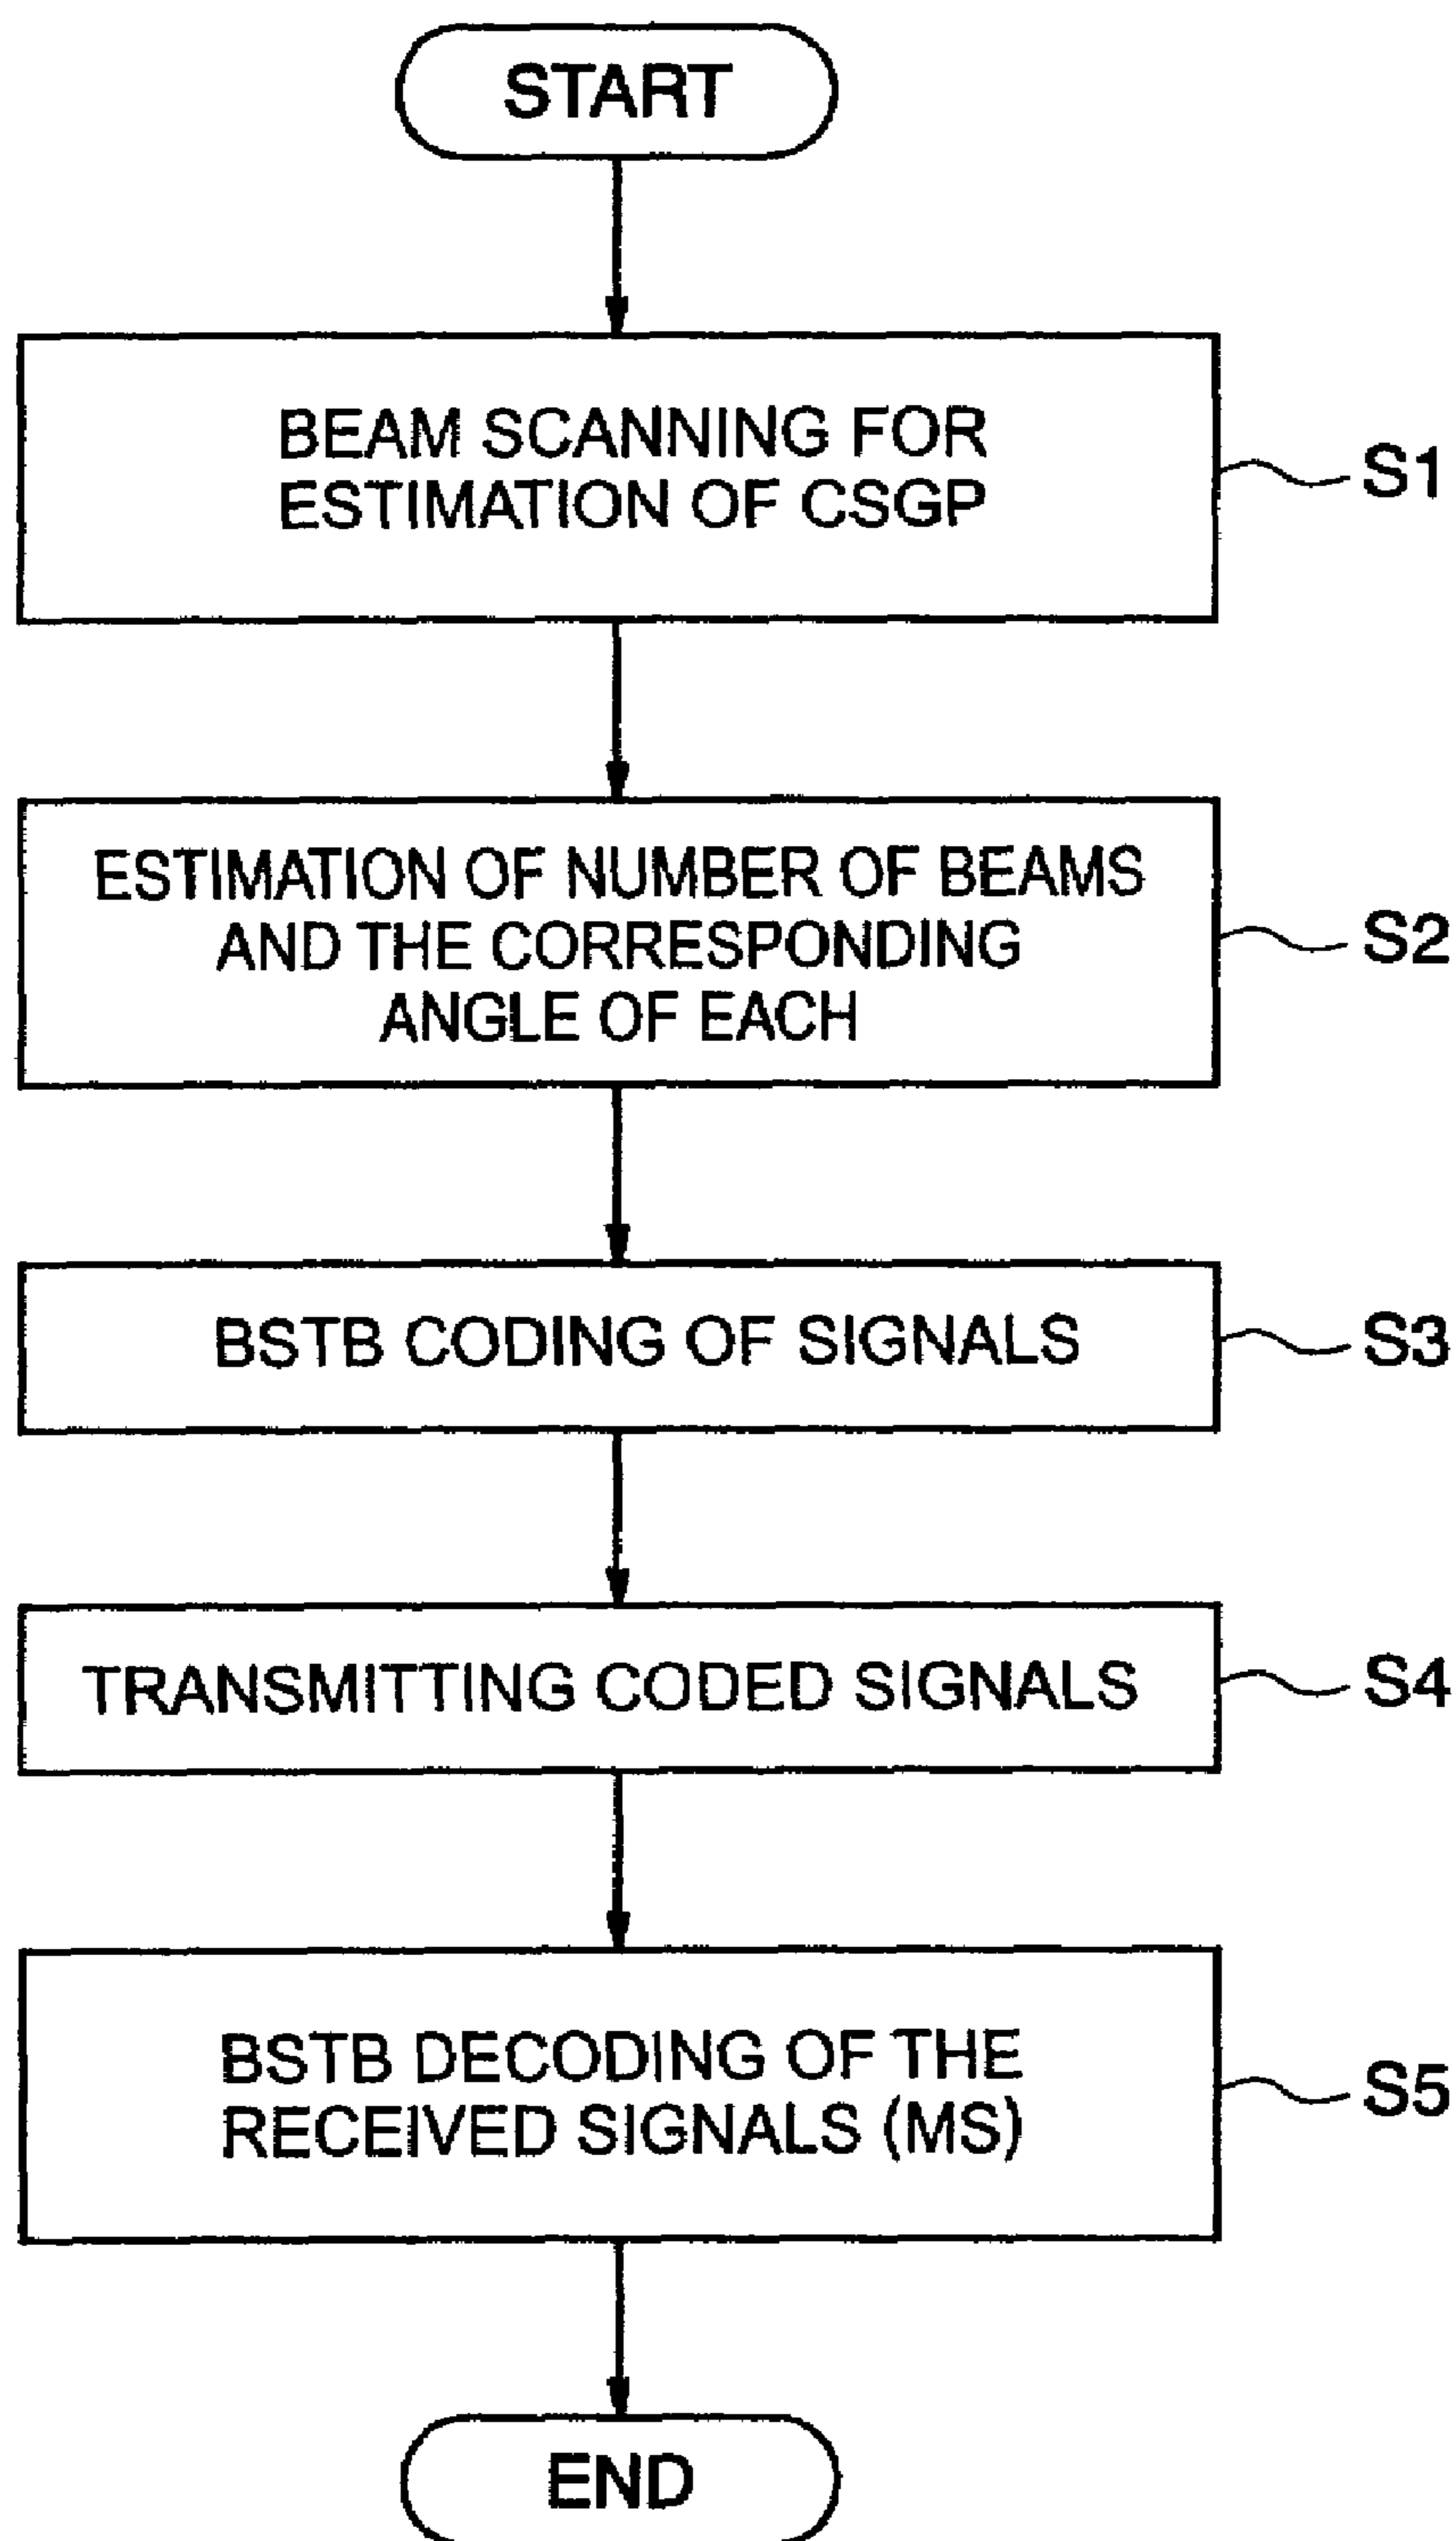 START
BEAM SCANNING FOR
ESTIMATION OF CSGP
S1
ESTIMATION OF NUMBER OF BEAMS
AND THE CORRESPONDING
ANGLE OF EACH
S2
BSTB CODING OF SIGNALS
S3
TRANSMITTING CODED SIGNALS
S4
BSTB DECODING OF THE
RECEIVED SIGNALS (MS)
S5
END